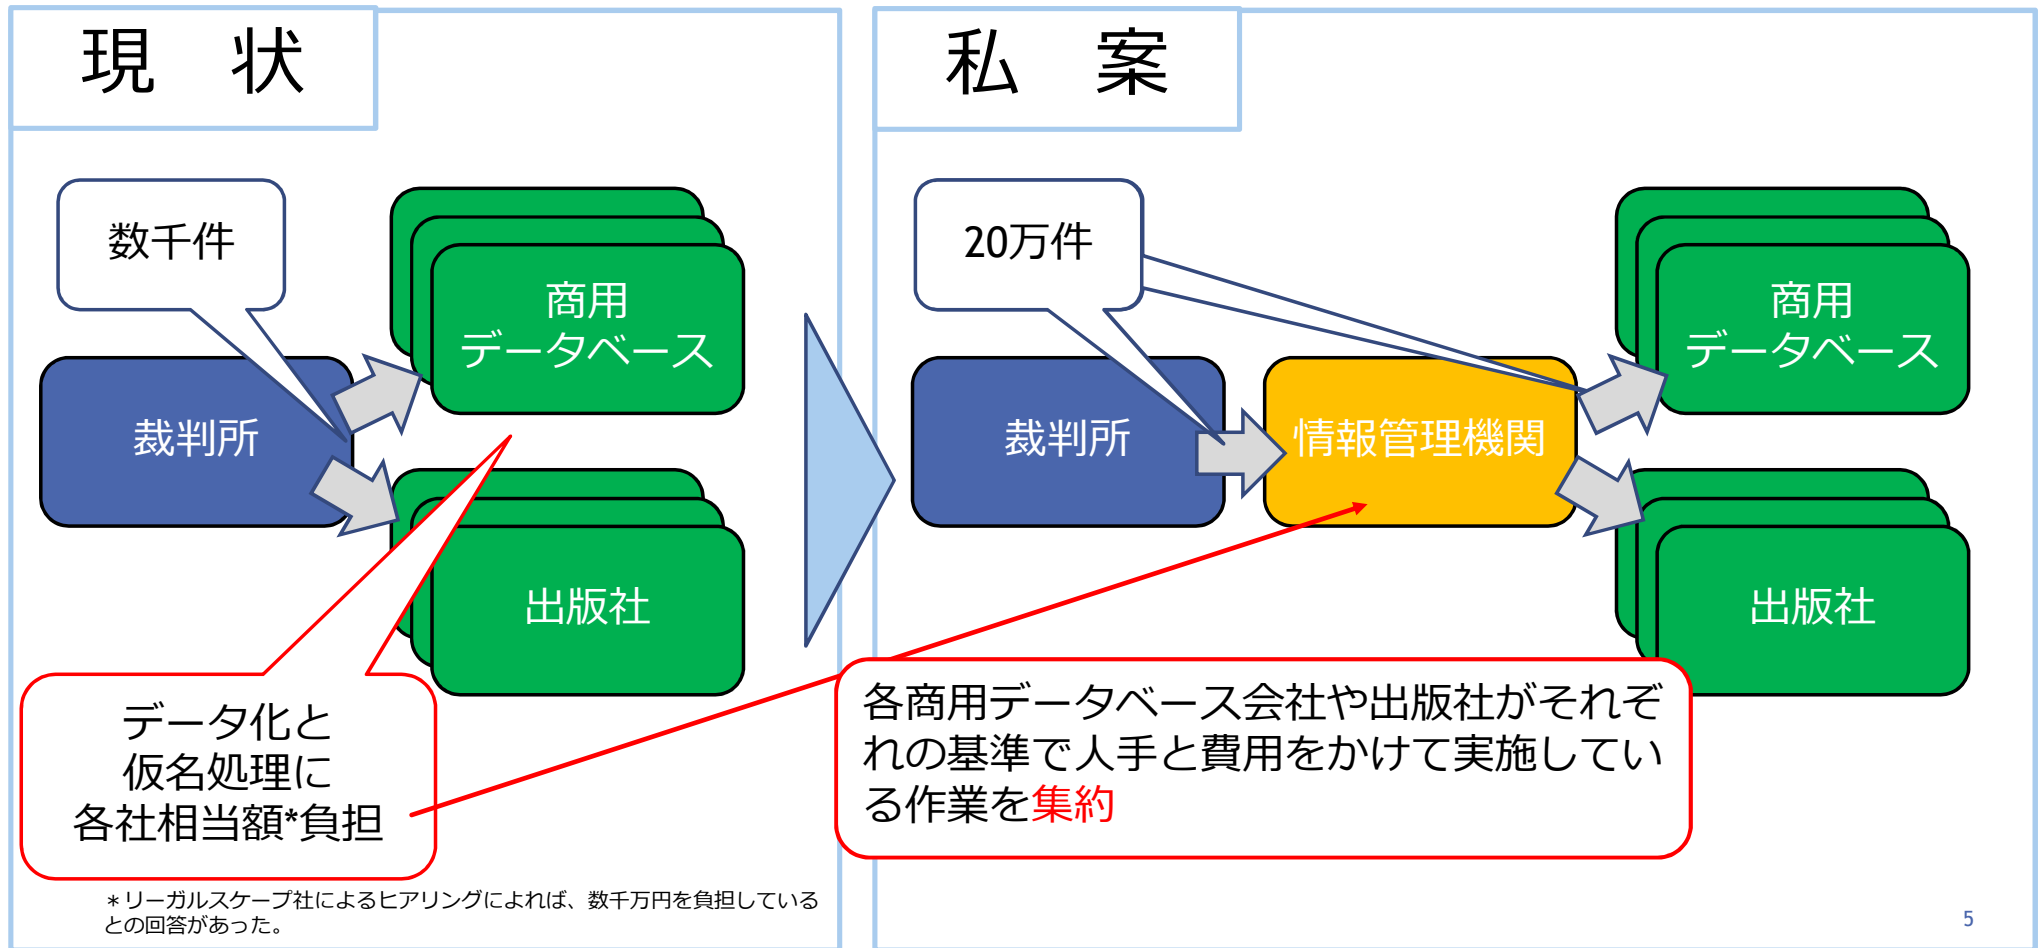 現　状
数千件
商用
データベース
裁判所
出版社
データ化と
仮名処理に
各社相当額*負担
＊リーガルスケープ社によるヒアリングによれば、数千万円を負担している
との回答があった。
私　案
20万件
商用
データベース
裁判所
情報管理機関
出版社
各商用データベース会社や出版社がそれぞ
れの基準で人手と費用をかけて実施してい
る作業を集約
5